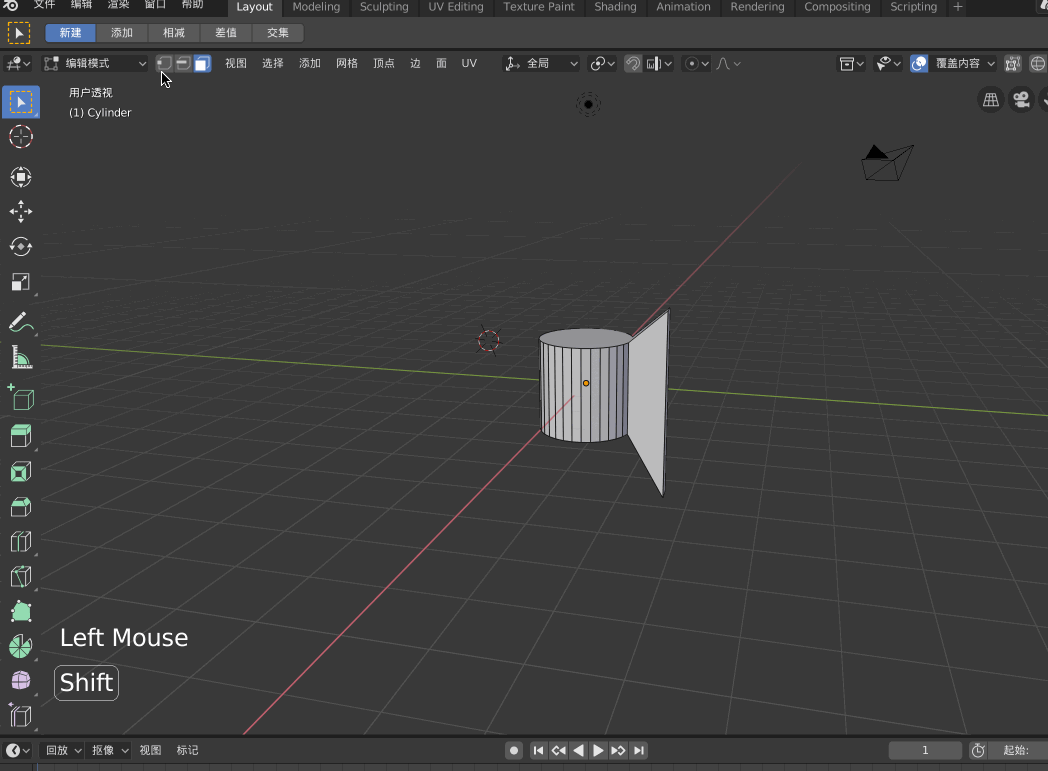 文件 编辑 渲染 窗口 帮助 Layout Modeling Sculpting UV Editing Texture Paint Shading Animation Rendering Compositing Scripting +
新建 添加 相减 差值 交集
编辑模式 视图 选择 添加 网格 顶点 边 面 UV 全局 覆盖内容
用户透视
(1) Cylinder
Left Mouse
Shift
回放 抠像 视图 标记 1 起始: